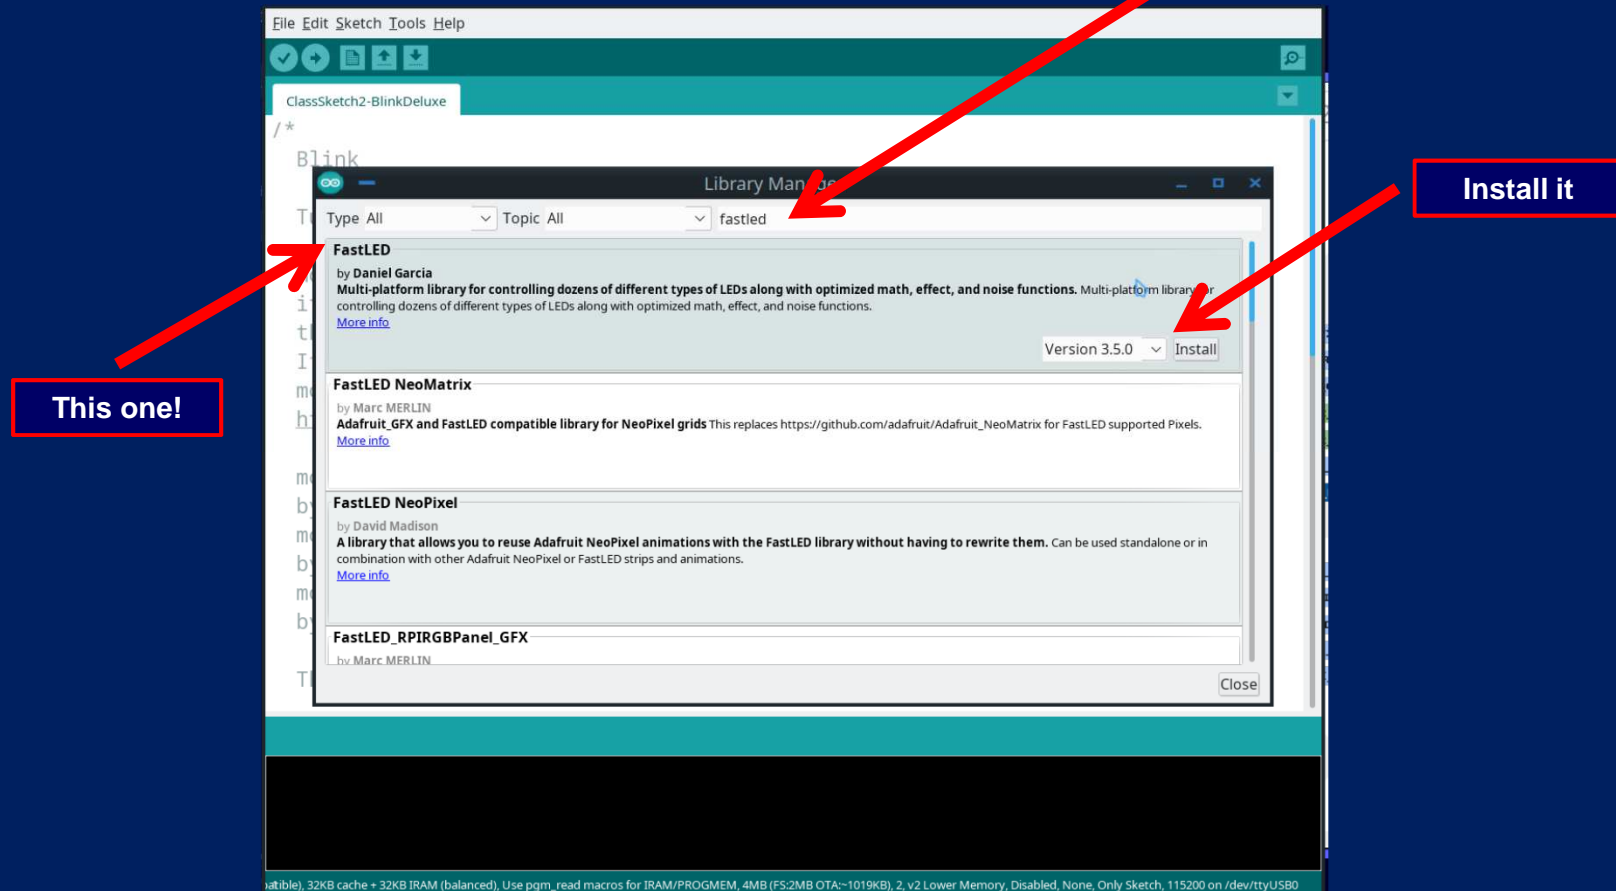 File Edit Sketch Tools Help
ClassSketch2-BlinkDeluxe
/*
Blink
Library Manage
Install it
Type All Topic All fastled
FastLED
by Daniel Garcia
Multi-platform library for controlling dozens of different types of LEDs along with optimized math, effect, and noise functions. Multi-platform library for
controlling dozens of different types of LEDs along with optimized math, effect, and noise functions.
More info
Version 3.5.0 Install
This one!
FastLED NeoMatrix
by Marc MERLIN
Adafruit_GFX and FastLED compatible library for NeoPixel grids This replaces https://github.com/adafruit/Adafruit_NeoMatrix for FastLED supported Pixels.
More info
FastLED NeoPixel
by David Madison
A library that allows you to reuse Adafruit NeoPixel animations with the FastLED library without having to rewrite them. Can be used standalone or in
combination with other Adafruit NeoPixel or FastLED strips and animations.
More info
FastLED_RPIRGBPanel_GFX
by Marc MERLIN
Close
32KB cache + 32KB IRAM (balanced), Use pgm_read macros for IRAM/PROGMEM, 4MB (FS:2MB OTA:~1019KB), 2, v2 Lower Memory, Disabled, None, Only Sketch, 115200 on /dev/ttyUSB0